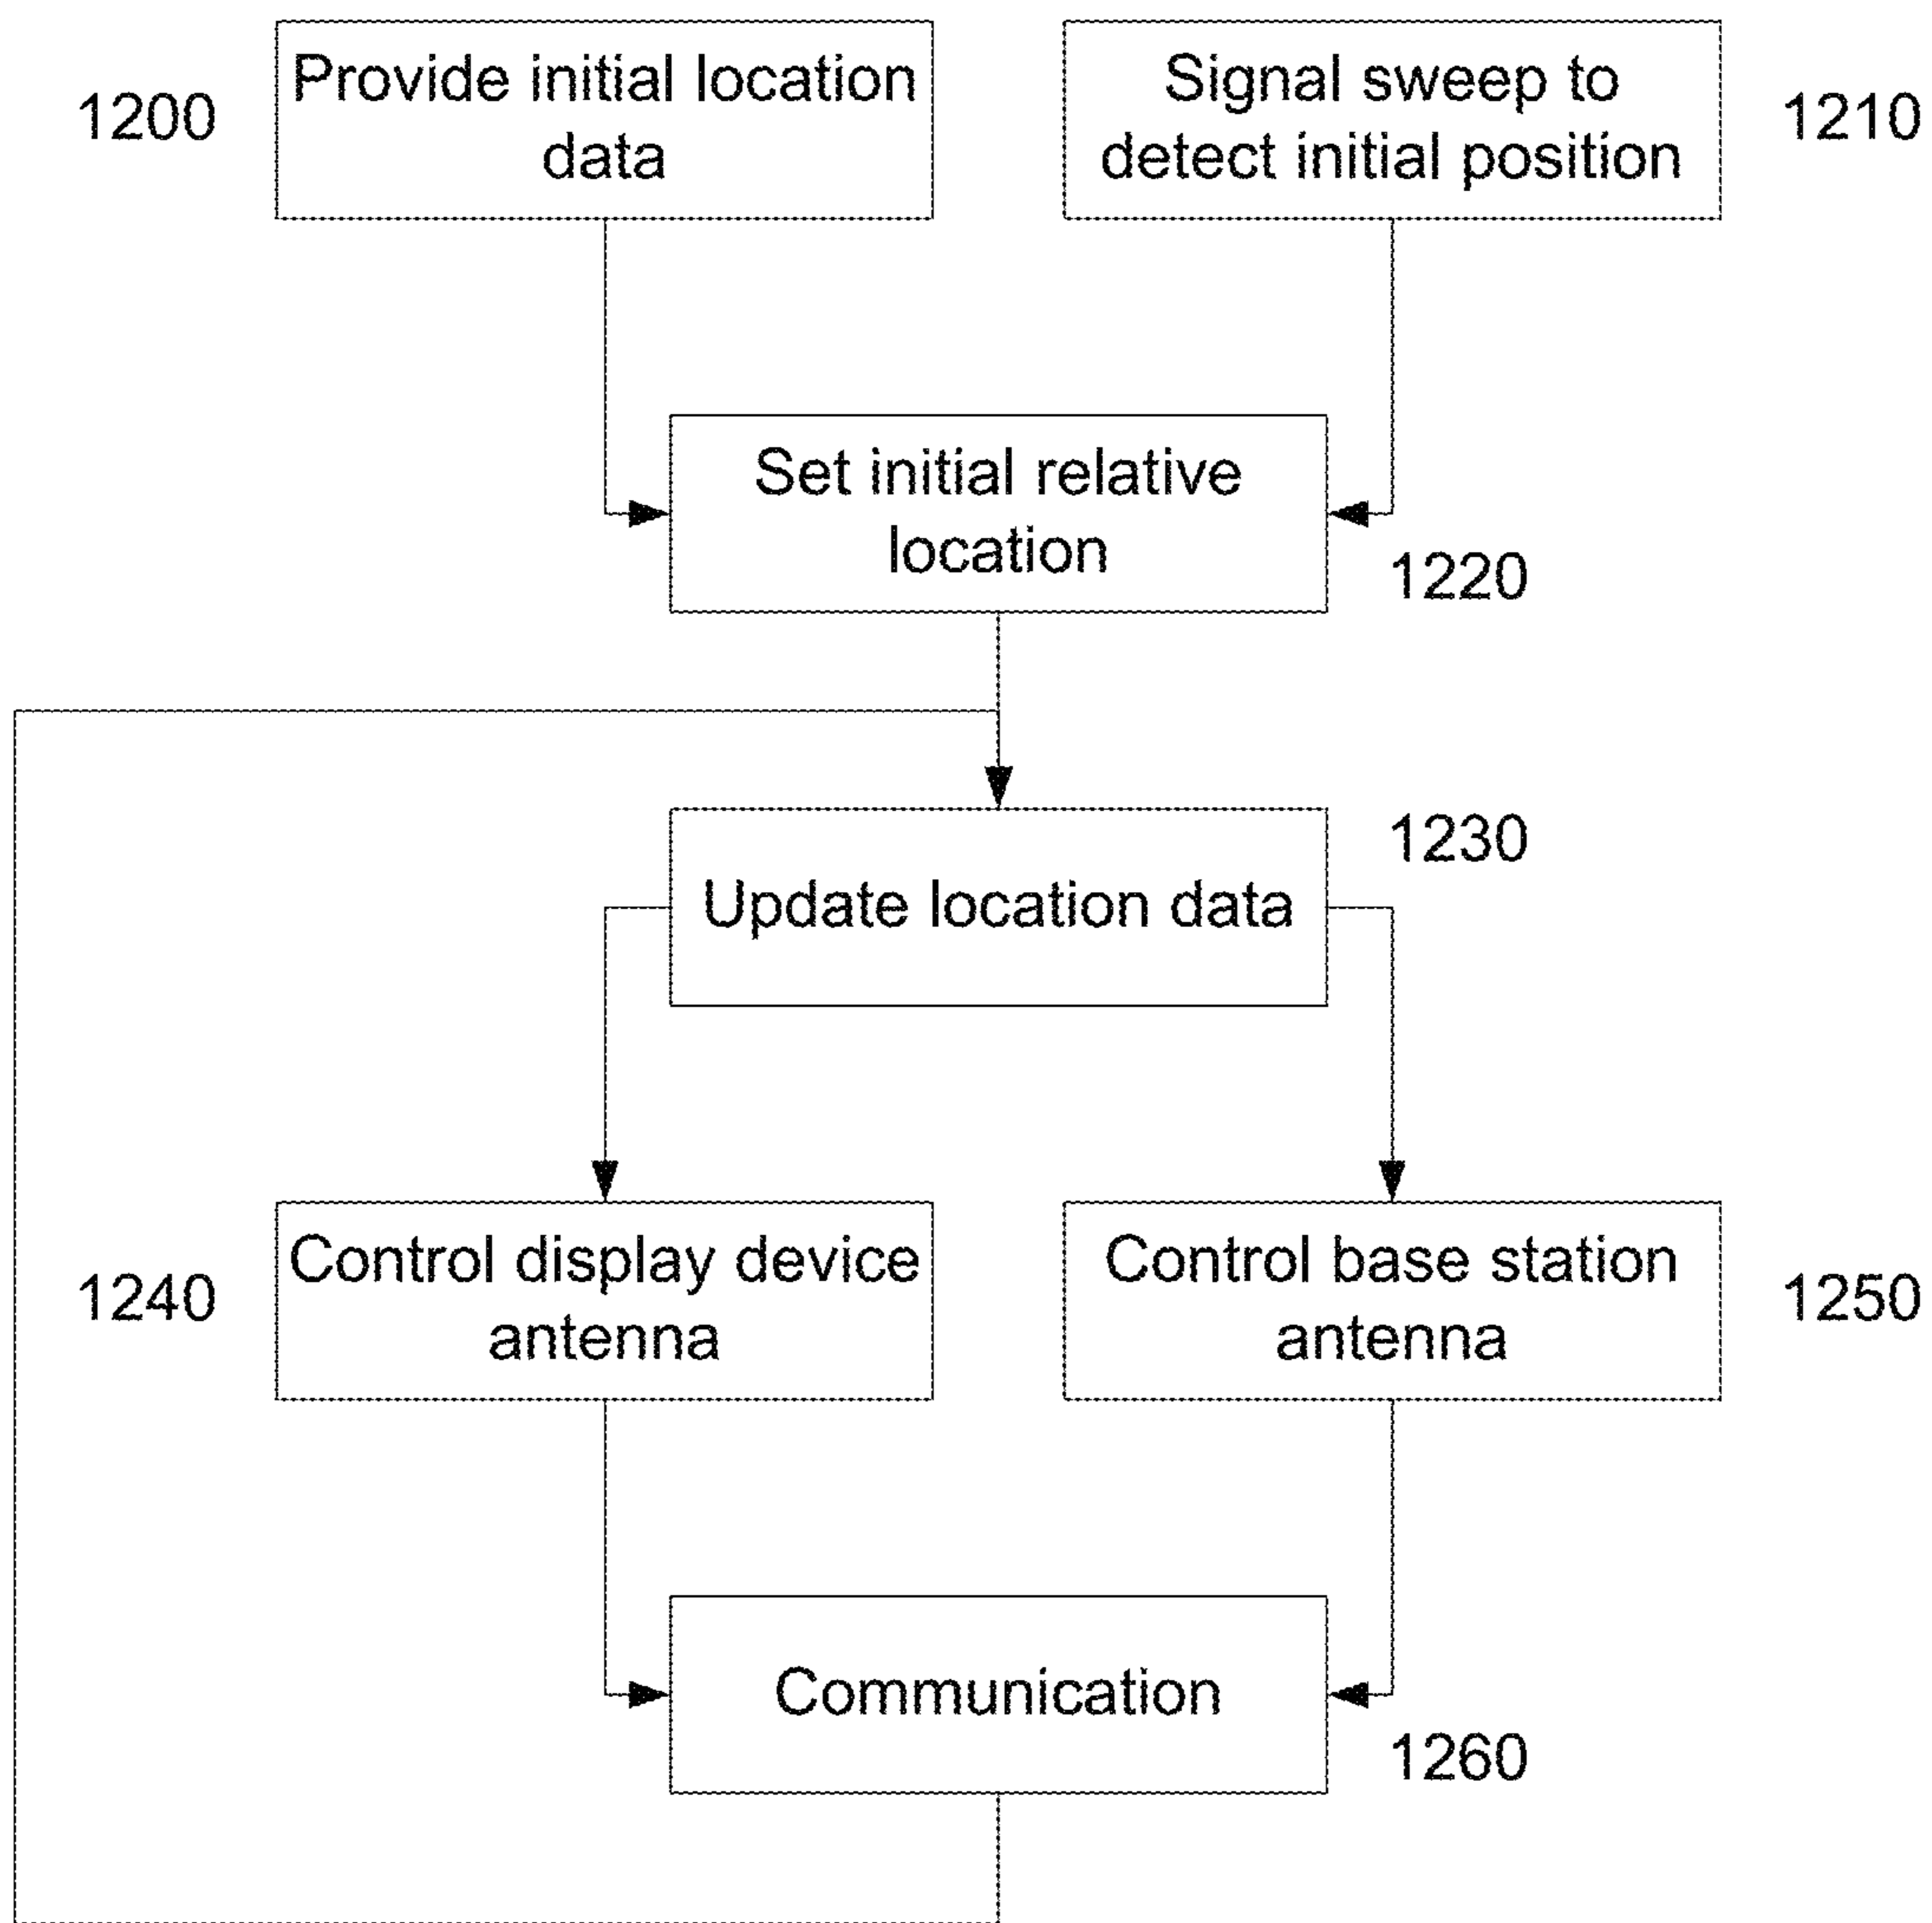 1200
Provide initial location
data
Signal sweep to
detect initial position
1210
Set initial relative
location
1220
1230
Update location data
1240
Control display device
antenna
Control base station
antenna
1250
Communication
1260